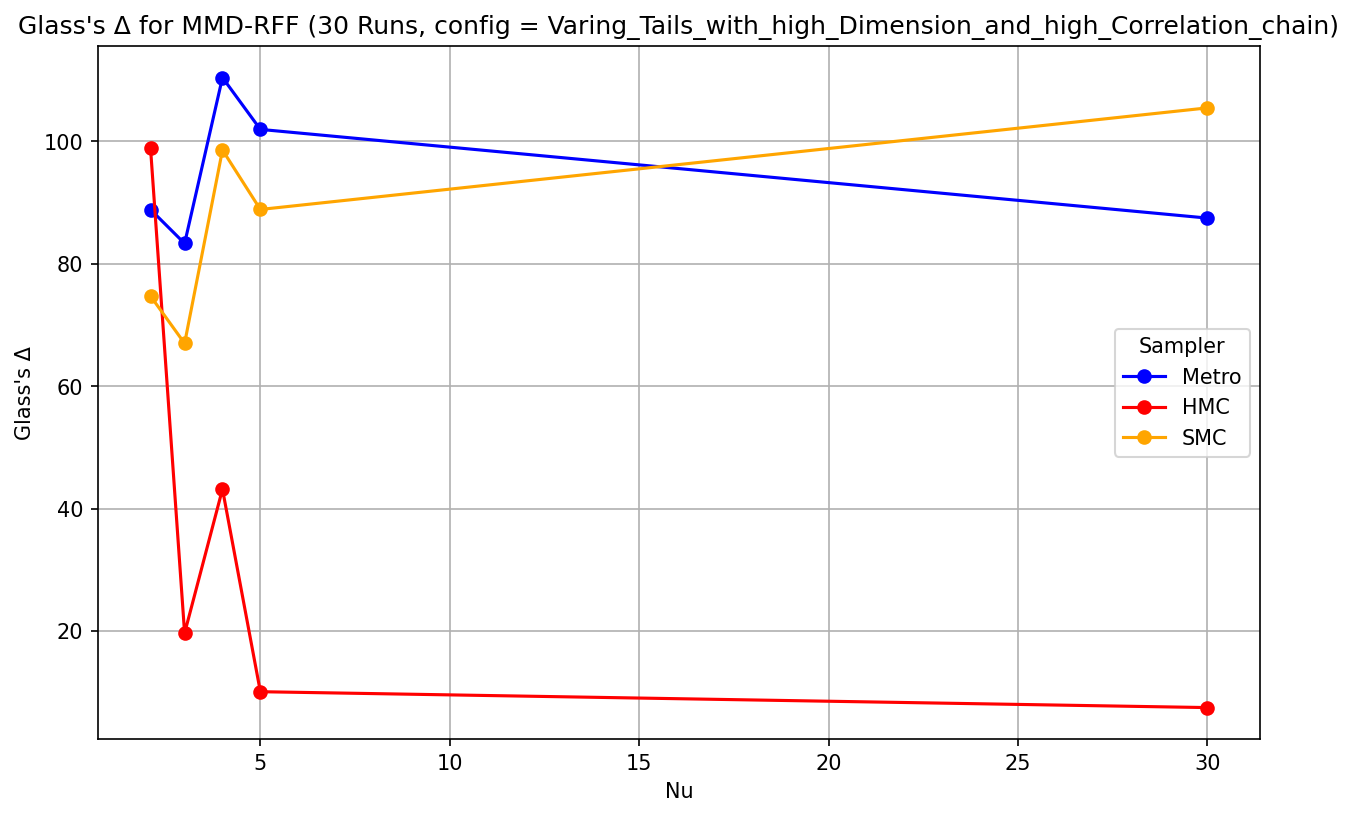 Glass's Δ for MMD-RFF (30 Runs, config = Varing_Tails_with_high_Dimension_and_high_Correlation_chain)
100
80
60
40
20
Glass's Δ
Sampler
Metro
HMC
SMC
5 10 15 20 25 30
Nu